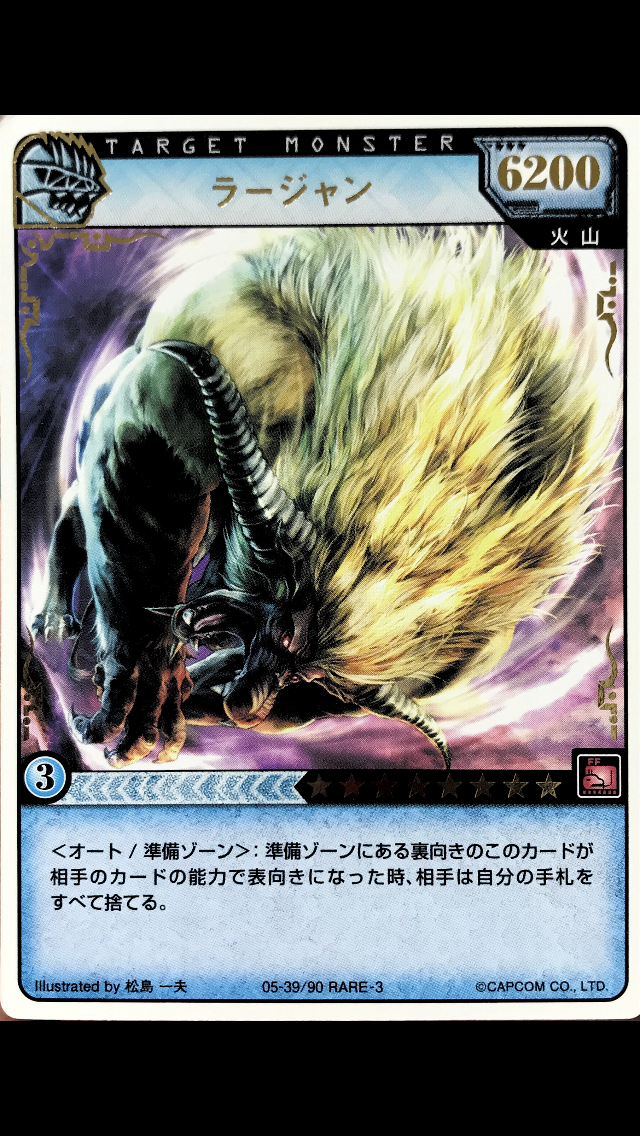 TARGET MONSTER
ラージャン
6200
火山
3
FF
<オート / 準備ゾーン>: 準備ゾーンにある裏向きのこのカードが
相手のカードの能力で表向きになった時、相手は自分の手札を
すべて捨てる。
Illustrated by 松島 一夫 05-39/90 RARE-3 ©CAPCOM CO., LTD.